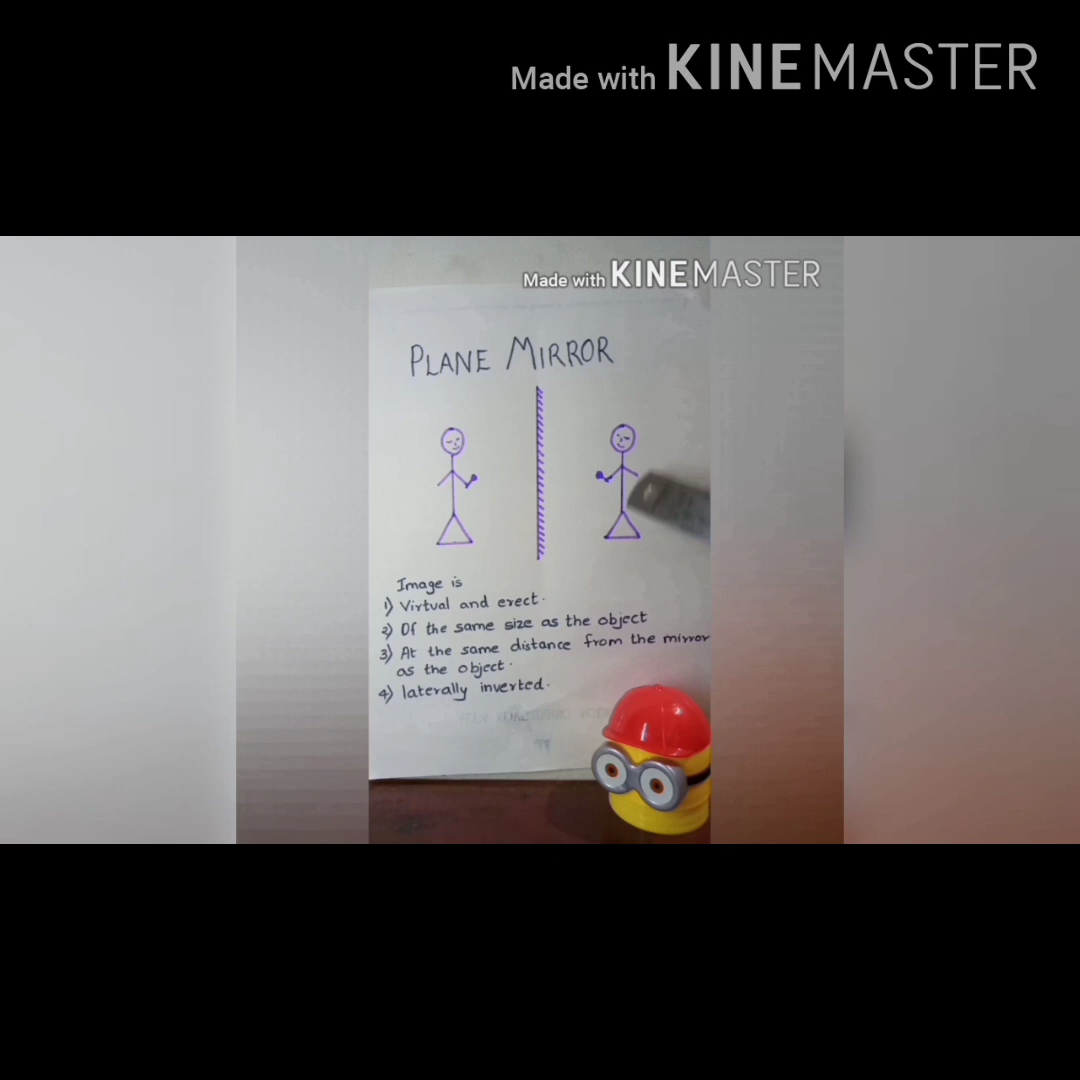 Made with KINEMASTER
Made with KINEMASTER
PLANE MIRROR
Image is
1) Virtual and erect.
2) Of the same size as the object
3) At the same distance from the mirror
as the object.
4) laterally inverted.